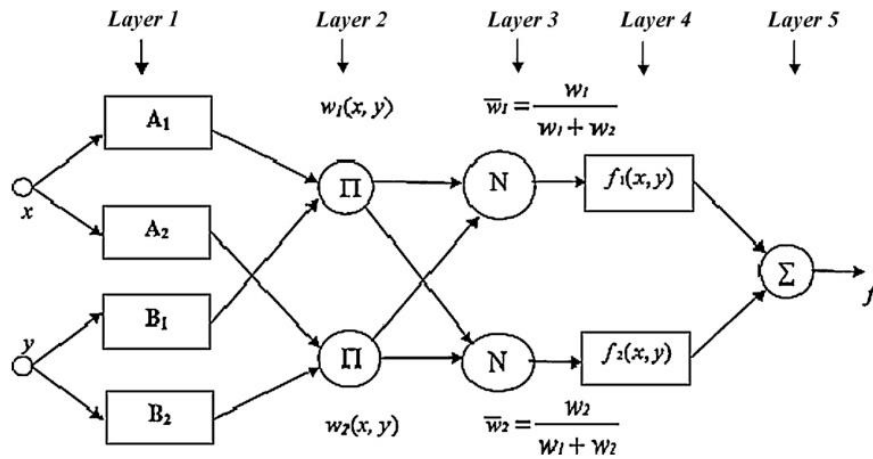 Layer 1 Layer 2 Layer 3 Layer 4 Layer 5
w₁(x, y) w̅₁ = w₁ / (w₁ + w₂)
A₁
Π N f₁(x, y)
x
A₂
Σ
f
B₁
y
Π N f₂(x, y)
B₂
w₂(x, y) w̅₂ = w₂ / (w₁ + w₂)